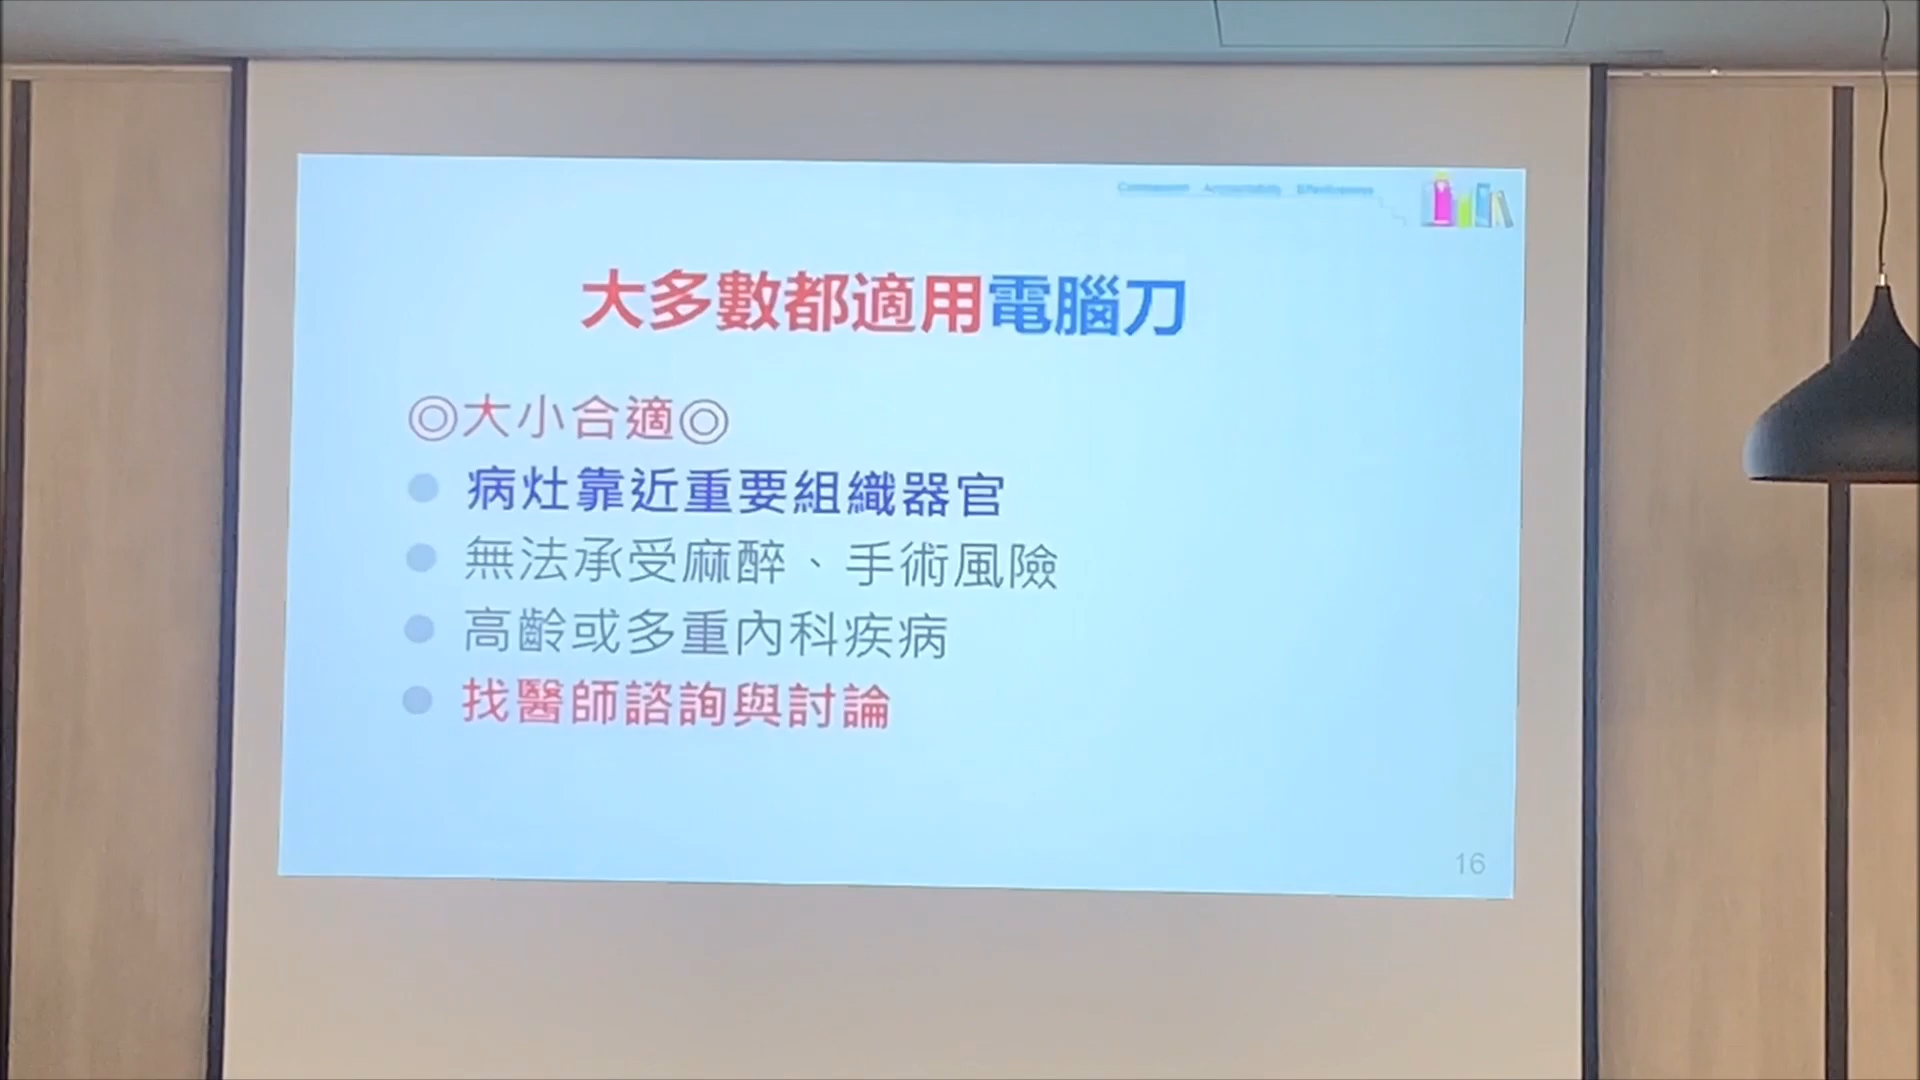 大多數都適用電腦刀
◎大小合適◎
病灶靠近重要組織器官
無法承受麻醉、手術風險
高齡或多重內科疾病
找醫師諮詢與討論
16